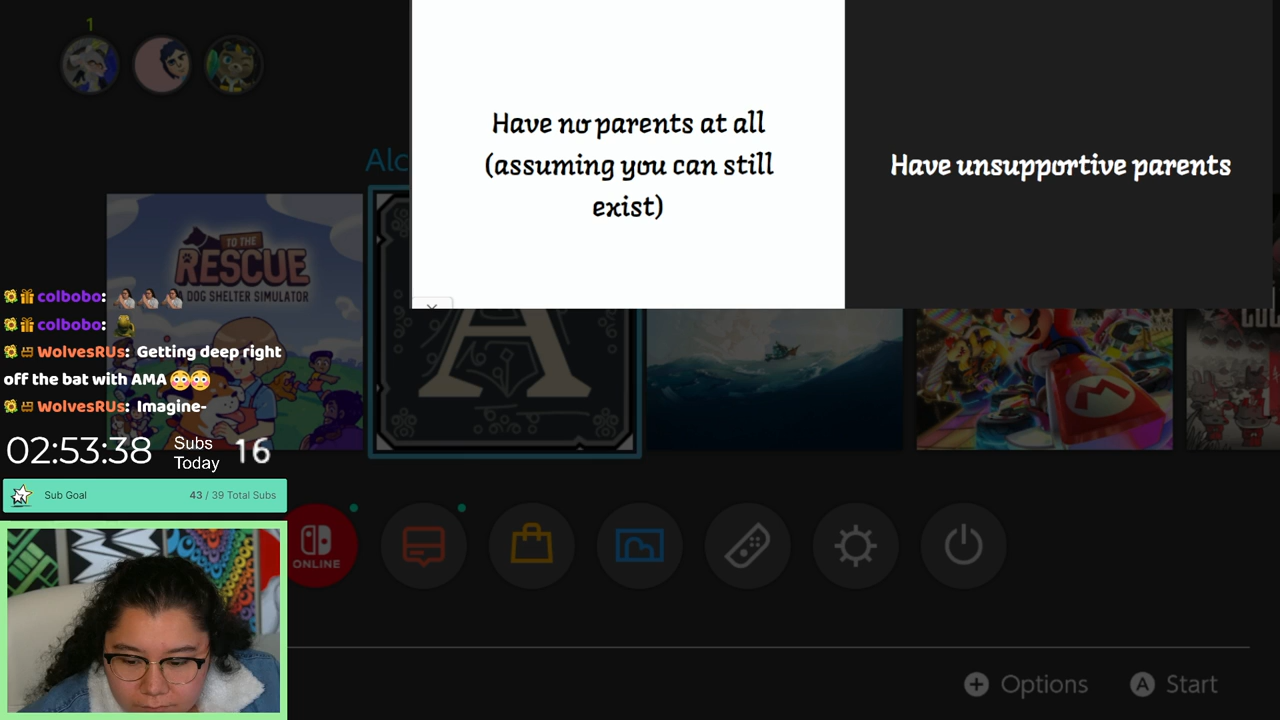 1
Have no parents at all
(assuming you can still
exist)
Have unsupportive parents
Alc
TO THE
RESCUE
A DOG SHELTER SIMULATOR
A
M
colbobo:
colbobo:
WolvesRUs: Getting deep right
off the bat with AMA
WolvesRUs: Imagine-
02:53:38
Subs
Today
16
Sub Goal
43 / 39 Total Subs
ONLINE
Options
A Start